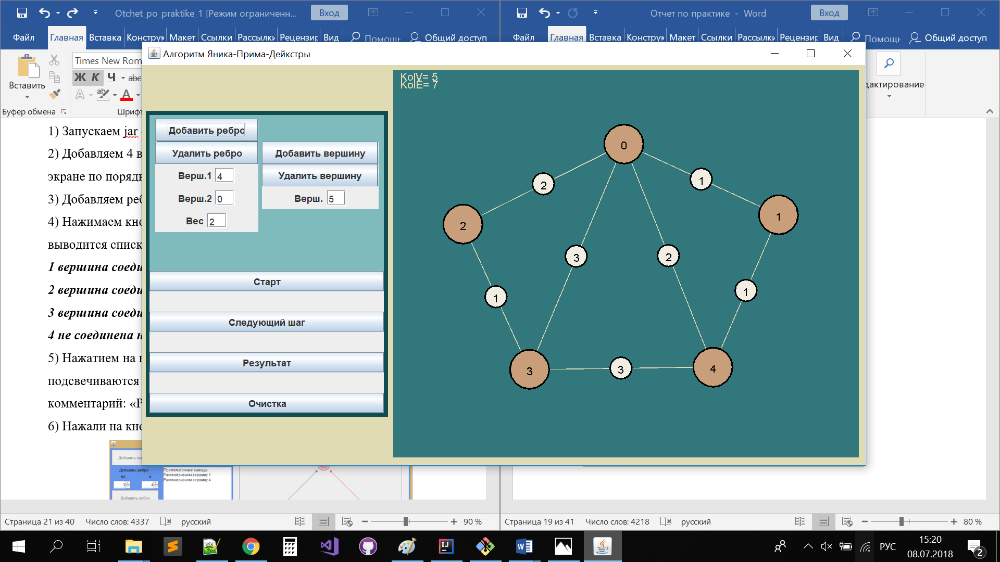 Otchet_po_praktike_1 [Режим ограниченн...
Вход
Отчет по практике - Word
Вход
Файл
Главная
Вставка
Конструк
Макет
Ссылки
Рассылки
Рецензир
Вид
Помощь
Общий доступ
Файл
Главная
Вставка
Конструк
Макет
Ссылки
Рассылки
Рецензир
Вид
Помощн
Общий доступ
Times New Rom
Вставить
Ж К Ч abc
А
Буфер обмена
Шрифт
дактирование
Алгоритм Яника-Прима-Дейкстры
KolV= 5
KolE= 7
Добавить ребро
Удалить ребро
Верш.1 4
Верш.2 0
Вес 2
Добавить вершину
Удалить вершину
Верш. 5
Старт
Следующий шаг
Результат
Очистка
0
2
1
2
1
3
2
1
1
3
3
4
1) Запускаем jar
2) Добавляем 4 в
экране по порядк
3) Добавляем реб
4) Нажимаем кно
выводится списк
1 вершина соеди
2 вершина соеди
3 вершина соеди
4 не соединена н
5) Нажатием на к
подсвечиваются
комментарий: «Р
6) Нажали на кно
Добавить ве
Добавить ребро
из в
3 4
Добавить ребро
Промежуточные выводы:
Рассматриваем вершину 1
Рассматриваем вершину 4
Страница 21 из 40
Число слов: 4337
русский
90 %
Страница 19 из 41
Число слов: 4218
русский
80 %
РУС
15:20
08.07.2018
2